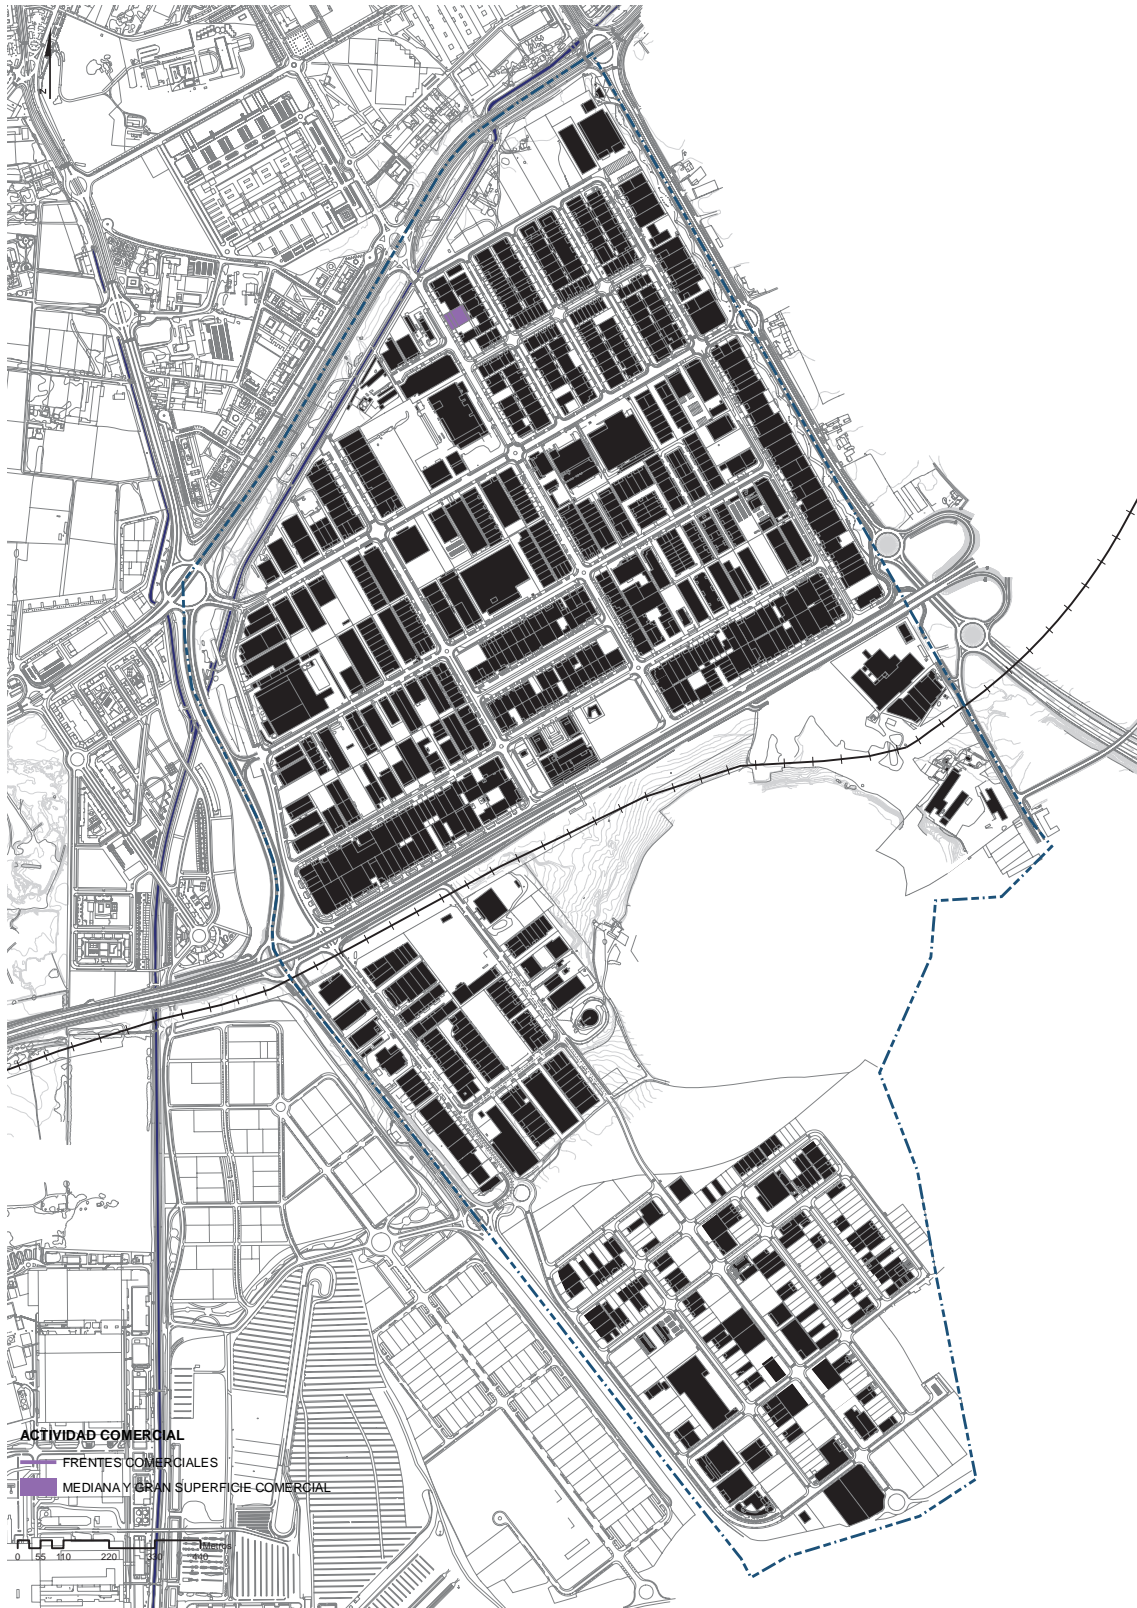 N
ACTIVIDAD COMERCIAL
FRENTES COMERCIALES
MEDIANA Y GRAN SUPERFICIE COMERCIAL
Metros
0 55 110 220 330 440